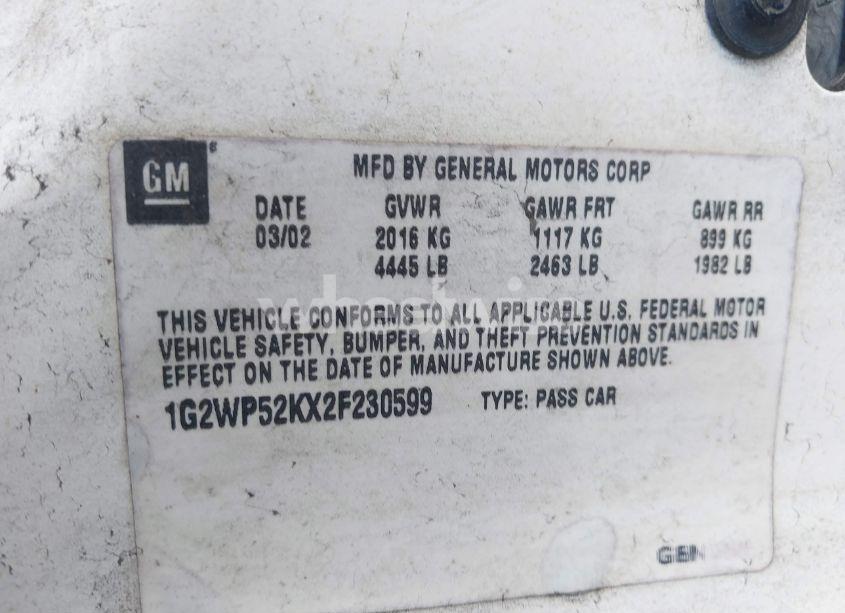 GM
MFD BY GENERAL MOTORS CORP
DATE GVWR GAWR FRT GAWR RR
03/02 2016 KG 1117 KG 899 KG
4445 LB 2463 LB 1982 LB
THIS VEHICLE CONFORMS TO ALL APPLICABLE U.S. FEDERAL MOTOR
VEHICLE SAFETY, BUMPER, AND THEFT PREVENTION STANDARDS IN
EFFECT ON THE DATE OF MANUFACTURE SHOWN ABOVE.
1G2WP52KX2F230599 TYPE: PASS CAR